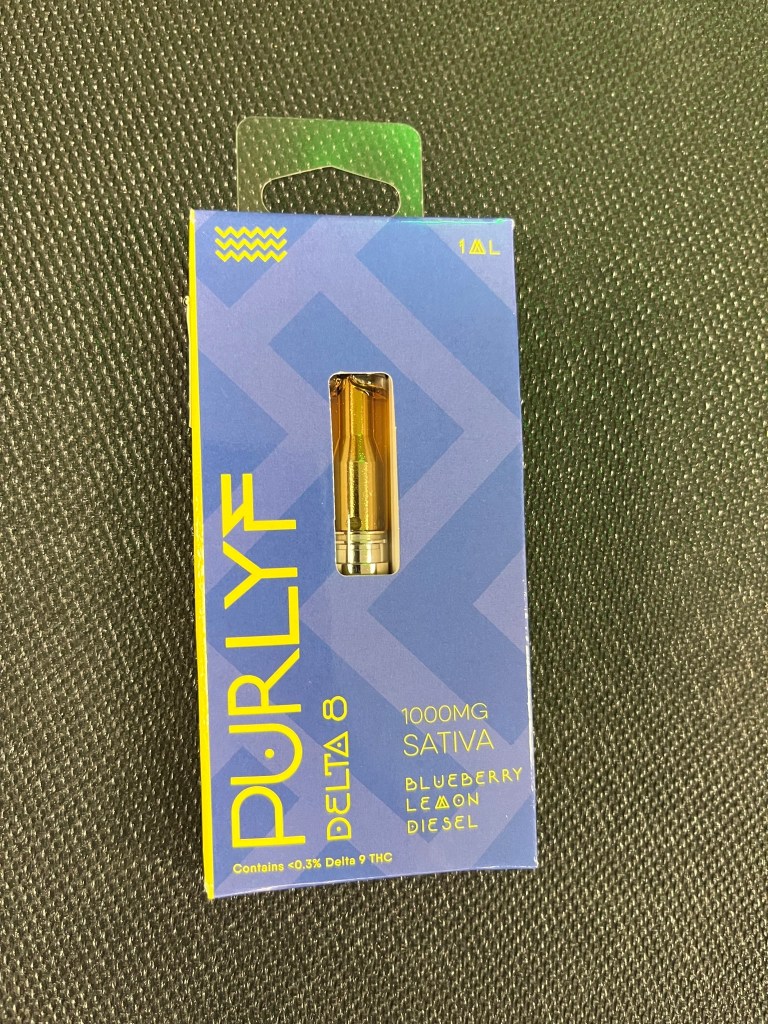 1ML
PURLYF
DELTA 8
1000MG
SATIVA
BLUEBERRY
LEMON
DIESEL
Contains <0.3% Delta 9 THC